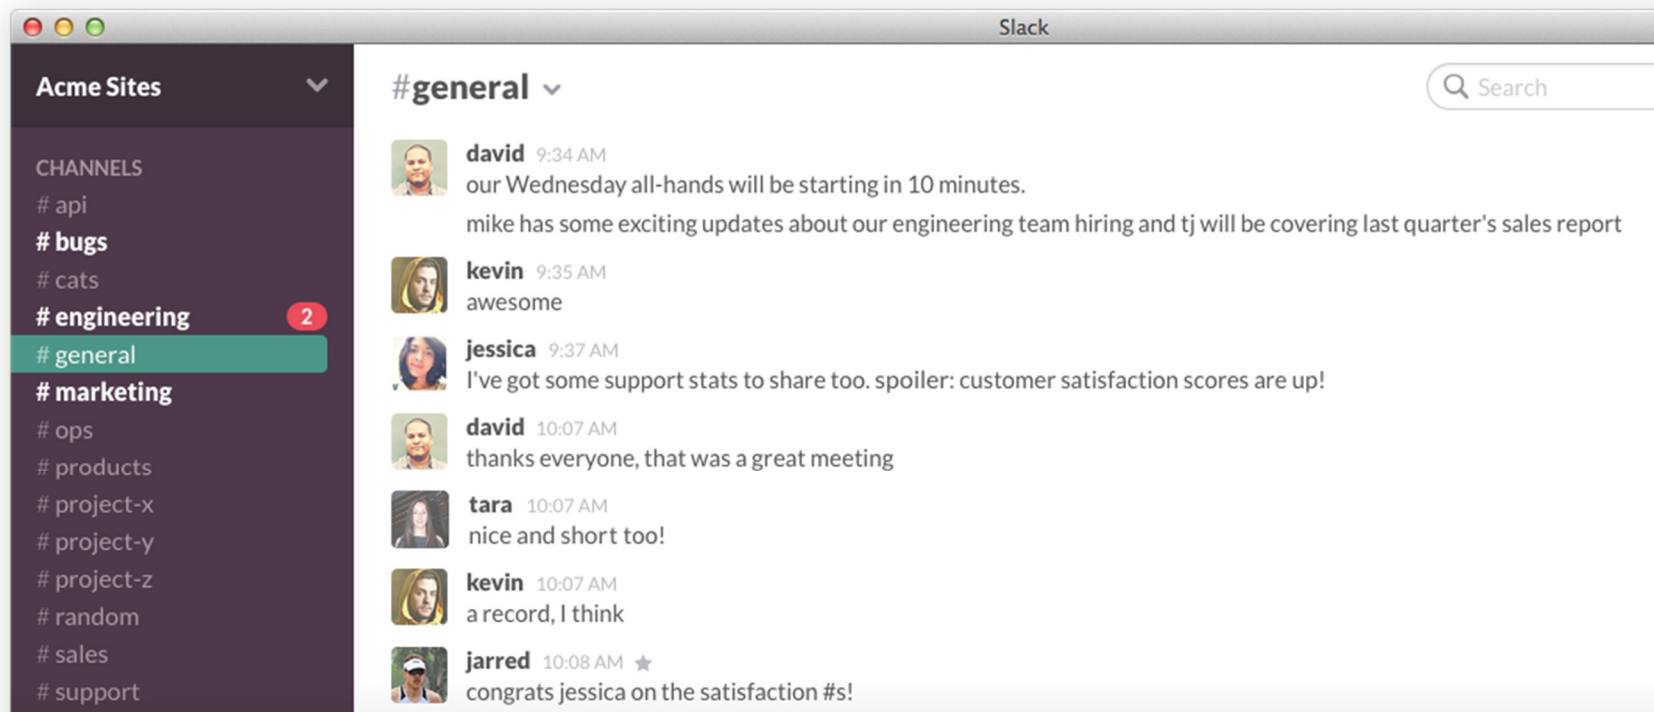 Slack
Acme Sites
CHANNELS
# api
# bugs
# cats
# engineering 2
# general
# marketing
# ops
# products
# project-x
# project-y
# project-z
# random
# sales
# support
#general
Search
david 9:34 AM
our Wednesday all-hands will be starting in 10 minutes.
mike has some exciting updates about our engineering team hiring and tj will be covering last quarter's sales report
kevin 9:35 AM
awesome
jessica 9:37 AM
I've got some support stats to share too. spoiler: customer satisfaction scores are up!
david 10:07 AM
thanks everyone, that was a great meeting
tara 10:07 AM
nice and short too!
kevin 10:07 AM
a record, I think
jarred 10:08 AM ★
congrats jessica on the satisfaction #s!